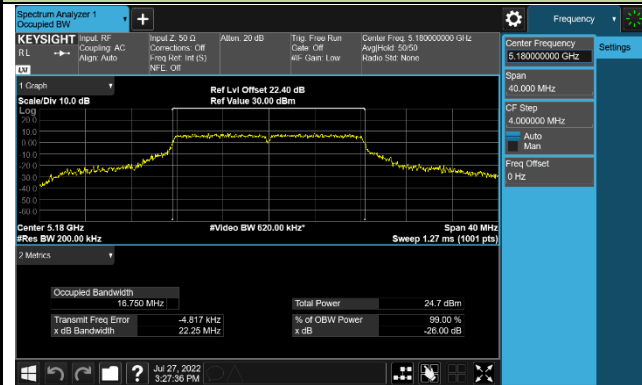 Spectrum Analyzer 1
Occupied BW
+
Frequency
KEYSIGHT
RL
LXI
Input: RF
Coupling: AC
Align: Auto
Input Z: 50 Ω
Corrections: Off
Freq Ref: Int (S)
NFE: Off
Atten: 20 dB
Trig: Free Run
Gate: Off
#IF Gain: Low
Center Freq: 5.180000000 GHz
Avg|Hold: 50/50
Radio Std: None
Center Frequency
5.180000000 GHz
Settings
Span
40.000 MHz
CF Step
4.000000 MHz
Auto
Man
Freq Offset
0 Hz
1 Graph
Scale/Div 10.0 dB
Ref Lvl Offset 22.40 dB
Ref Value 30.00 dBm
Log
20.0
10.0
0.00
-10.0
-20.0
-30.0
-40.0
-50.0
-60.0
Center 5.18 GHz
#Res BW 200.00 kHz
#Video BW 620.00 kHz*
Span 40 MHz
Sweep 1.27 ms (1001 pts)
2 Metrics
Occupied Bandwidth
16.750 MHz
Total Power 24.7 dBm
Transmit Freq Error -4.817 kHz
% of OBW Power 99.00 %
x dB Bandwidth 22.25 MHz
x dB -26.00 dB
?
Jul 27, 2022
3:27:36 PM